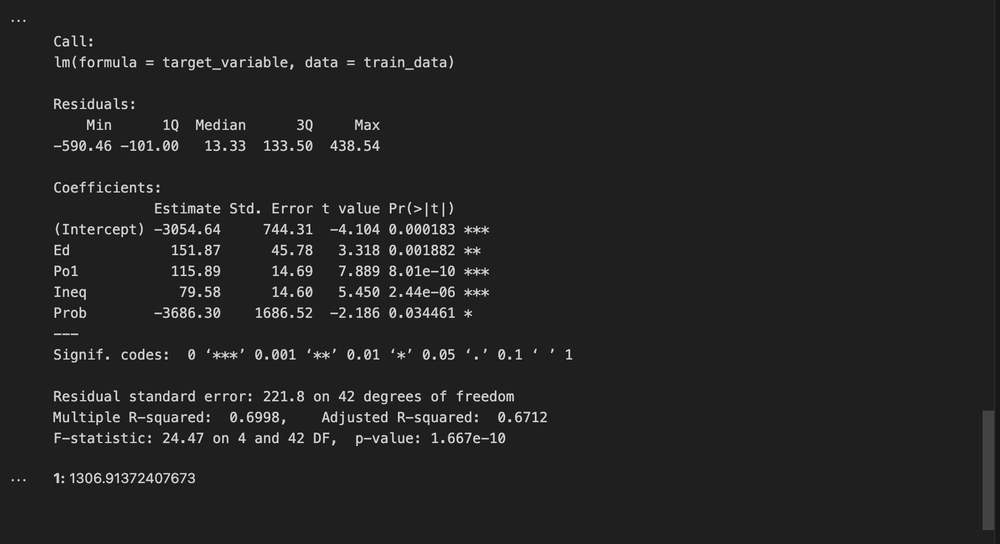 ...
Call:
lm(formula = target_variable, data = train_data)
Residuals:
    Min      1Q  Median      3Q     Max
-590.46 -101.00   13.33  133.50  438.54
Coefficients:
            Estimate Std. Error t value Pr(>|t|)
(Intercept) -3054.64     744.31  -4.104 0.000183 ***
Ed            151.87      45.78   3.318 0.001882 **
Po1           115.89      14.69   7.889 8.01e-10 ***
Ineq           79.58      14.60   5.450 2.44e-06 ***
Prob        -3686.30    1686.52  -2.186 0.034461 *
---
Signif. codes:  0 ‘***’ 0.001 ‘**’ 0.01 ‘*’ 0.05 ‘.’ 0.1 ‘ ’ 1
Residual standard error: 221.8 on 42 degrees of freedom
Multiple R-squared:  0.6998,    Adjusted R-squared:  0.6712
F-statistic: 24.47 on 4 and 42 DF,  p-value: 1.667e-10
... 1: 1306.91372407673